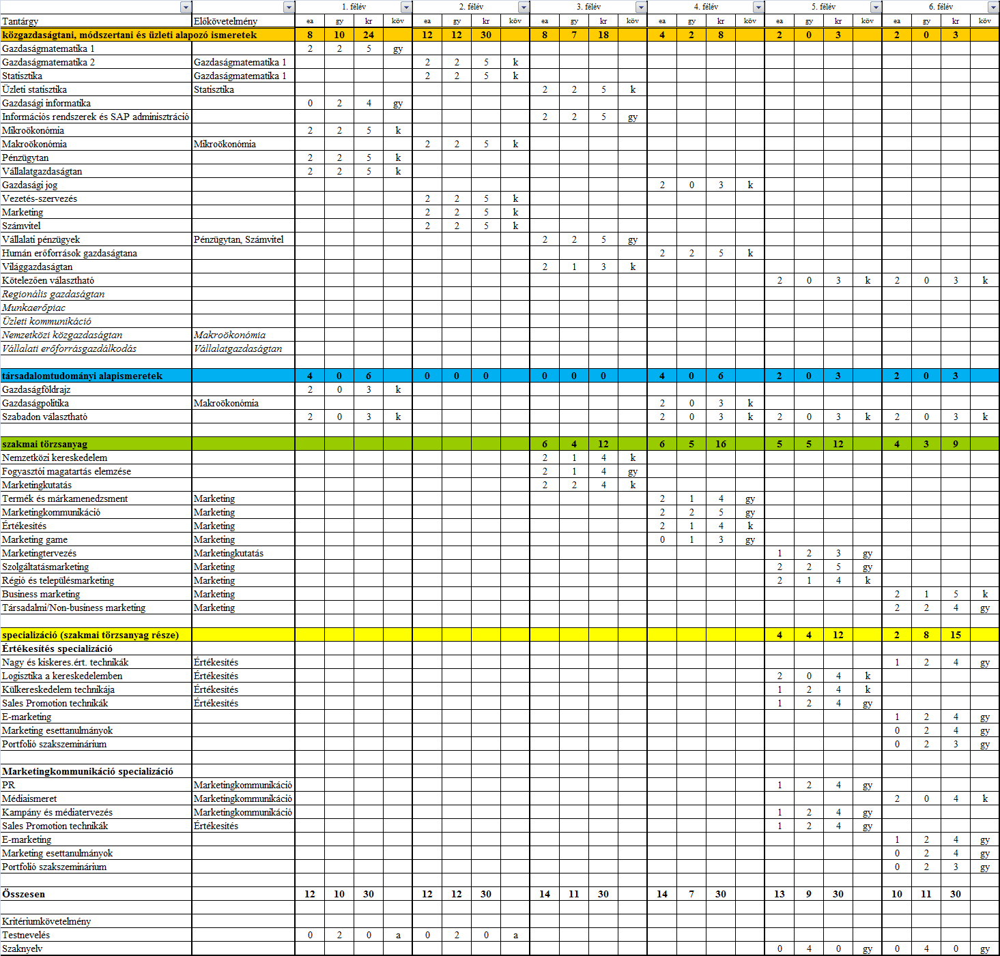 1. félév 2. félév 3. félév 4. félév 5. félév 6. félév
Tantárgy Előkövetelmény ea gy kr köv ea gy kr köv ea gy kr köv ea gy kr köv ea gy kr köv ea gy kr köv
közgazdaságtani, módszertani és üzleti alapozó ismeretek 8 10 24 12 12 30 8 7 18 4 2 8 2 0 3 2 0 3
Gazdaságmatematika 1 2 2 5 gy
Gazdaságmatematika 2 Gazdaságmatematika 1 2 2 5 k
Statisztika Gazdaságmatematika 1 2 2 5 k
Üzleti statisztika Statisztika 2 2 5 k
Gazdasági informatika 0 2 4 gy
Információs rendszerek és SAP adminisztráció 2 2 5 gy
Mikroökonómia 2 2 5 k
Makroökonómia Mikroökonómia 2 2 5 k
Pénzügytan 2 2 5 k
Vállalatgazdaságtan 2 2 5 k
Gazdasági jog 2 0 3 k
Vezetés-szervezés 2 2 5 k
Marketing 2 2 5 k
Számvitel 2 2 5 k
Vállalati pénzügyek Pénzügytan, Számvitel 2 2 5 gy
Humán erőforrások gazdaságtana 2 2 5 k
Világgazdaságtan 2 1 3 k
Kötelezően választható 2 0 3 k 2 0 3 k
Regionális gazdaságtan
Munkaerőpiac
Üzleti kommunikáció
Nemzetközi közgazdaságtan Makroökonómia
Vállalati erőforrásgazdálkodás Vállalatgazdaságtan
társadalomtudományi alapismeretek 4 0 6 0 0 0 0 0 0 4 0 6 2 0 3 2 0 3
Gazdaságföldrajz 2 0 3 k
Gazdaságpolitika Makroökonómia 2 0 3 k
Szabadon választható 2 0 3 k 2 0 3 k 2 0 3 k 2 0 3 k
szakmai törzsanyag 6 4 12 6 5 16 5 5 12 4 3 9
Nemzetközi kereskedelem 2 1 4 k
Fogyasztói magatartás elemzése 2 1 4 gy
Marketingkutatás 2 2 4 k
Termék és márkamenedzsment Marketing 2 1 4 gy
Marketingkommunikáció Marketing 2 2 5 gy
Értékesítés Marketing 2 1 4 k
Marketing game Marketing 0 1 3 gy
Marketingtervezés Marketingkutatás 1 2 3 gy
Szolgáltatásmarketing Marketing 2 2 5 gy
Régió és településmarketing Marketing 2 1 4 k
Business marketing Marketing 2 1 5 k
Társadalmi/Non-business marketing Marketing 2 2 4 gy
specializáció (szakmai törzsanyag része) 4 4 12 2 8 15
Értékesítés specializáció
Nagy és kiskeres.ért. technikák Értékesítés 1 2 4 gy
Logisztika a kereskedelemben Értékesítés 2 0 4 k
Külkereskedelem technikája Értékesítés 1 2 4 k
Sales Promotion technikák Értékesítés 1 2 4 gy
E-marketing 1 2 4 gy
Marketing esettanulmányok 0 2 4 gy
Portfolió szakszeminárium 0 2 3 gy
Marketingkommunikáció specializáció
PR Marketingkommunikáció 1 2 4 gy
Médiaismeret Marketingkommunikáció 2 0 4 k
Kampány és médiatervezés Marketingkommunikáció 1 2 4 gy
Sales Promotion technikák Értékesítés 1 2 4 gy
E-marketing 1 2 4 gy
Marketing esettanulmányok 0 2 4 gy
Portfolió szakszeminárium 0 2 3 gy
Összesen 12 10 30 12 12 30 14 11 30 14 7 30 13 9 30 10 11 30
Kritériumkövetelmény
Testnevelés 0 2 0 a 0 2 0 a
Szaknyelv 0 4 0 gy 0 4 0 gy